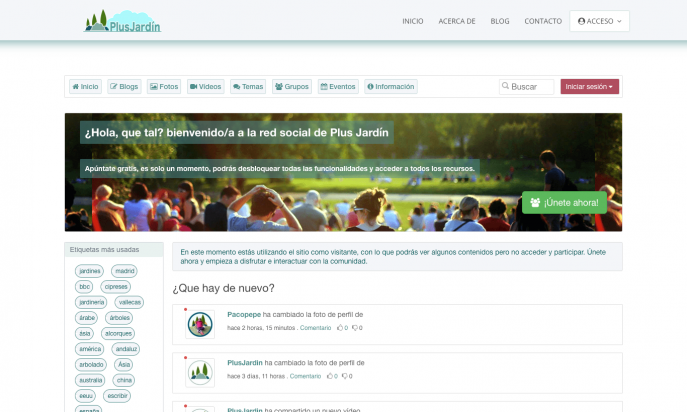 PlusJardín
INICIO ACERCA DE BLOG CONTACTO ACCESO
Inicio Blogs Fotos Vídeos Temas Grupos Eventos Información Buscar Iniciar sesión
¿Hola, que tal? bienvenido/a a la red social de Plus Jardín
Apúntate gratis, es solo un momento, podrás desbloquear todas las funcionalidades y acceder a todos los recursos.
¡Únete ahora!
Etiquetas más usadas
jardines madrid
bbc cipreses
jardinería vallecas
árabe árboles
ásia alcorques
américa andaluz
arbolado Ásia
australia china
eeuu escribir
españa
En este momento estás utilizando el sitio como visitante, con lo que podrás ver algunos contenidos pero no acceder y participar. Únete
ahora y empieza a disfrutar e interactuar con la comunidad.
¿Que hay de nuevo?
Pacopepe ha cambiado la foto de perfil de
hace 2 horas, 15 minutos . Comentario 0 0
PlusJardín ha cambiado la foto de perfil de
hace 3 días, 11 horas . Comentario 0 0
PlusJardín ha compartido un nuevo vídeo